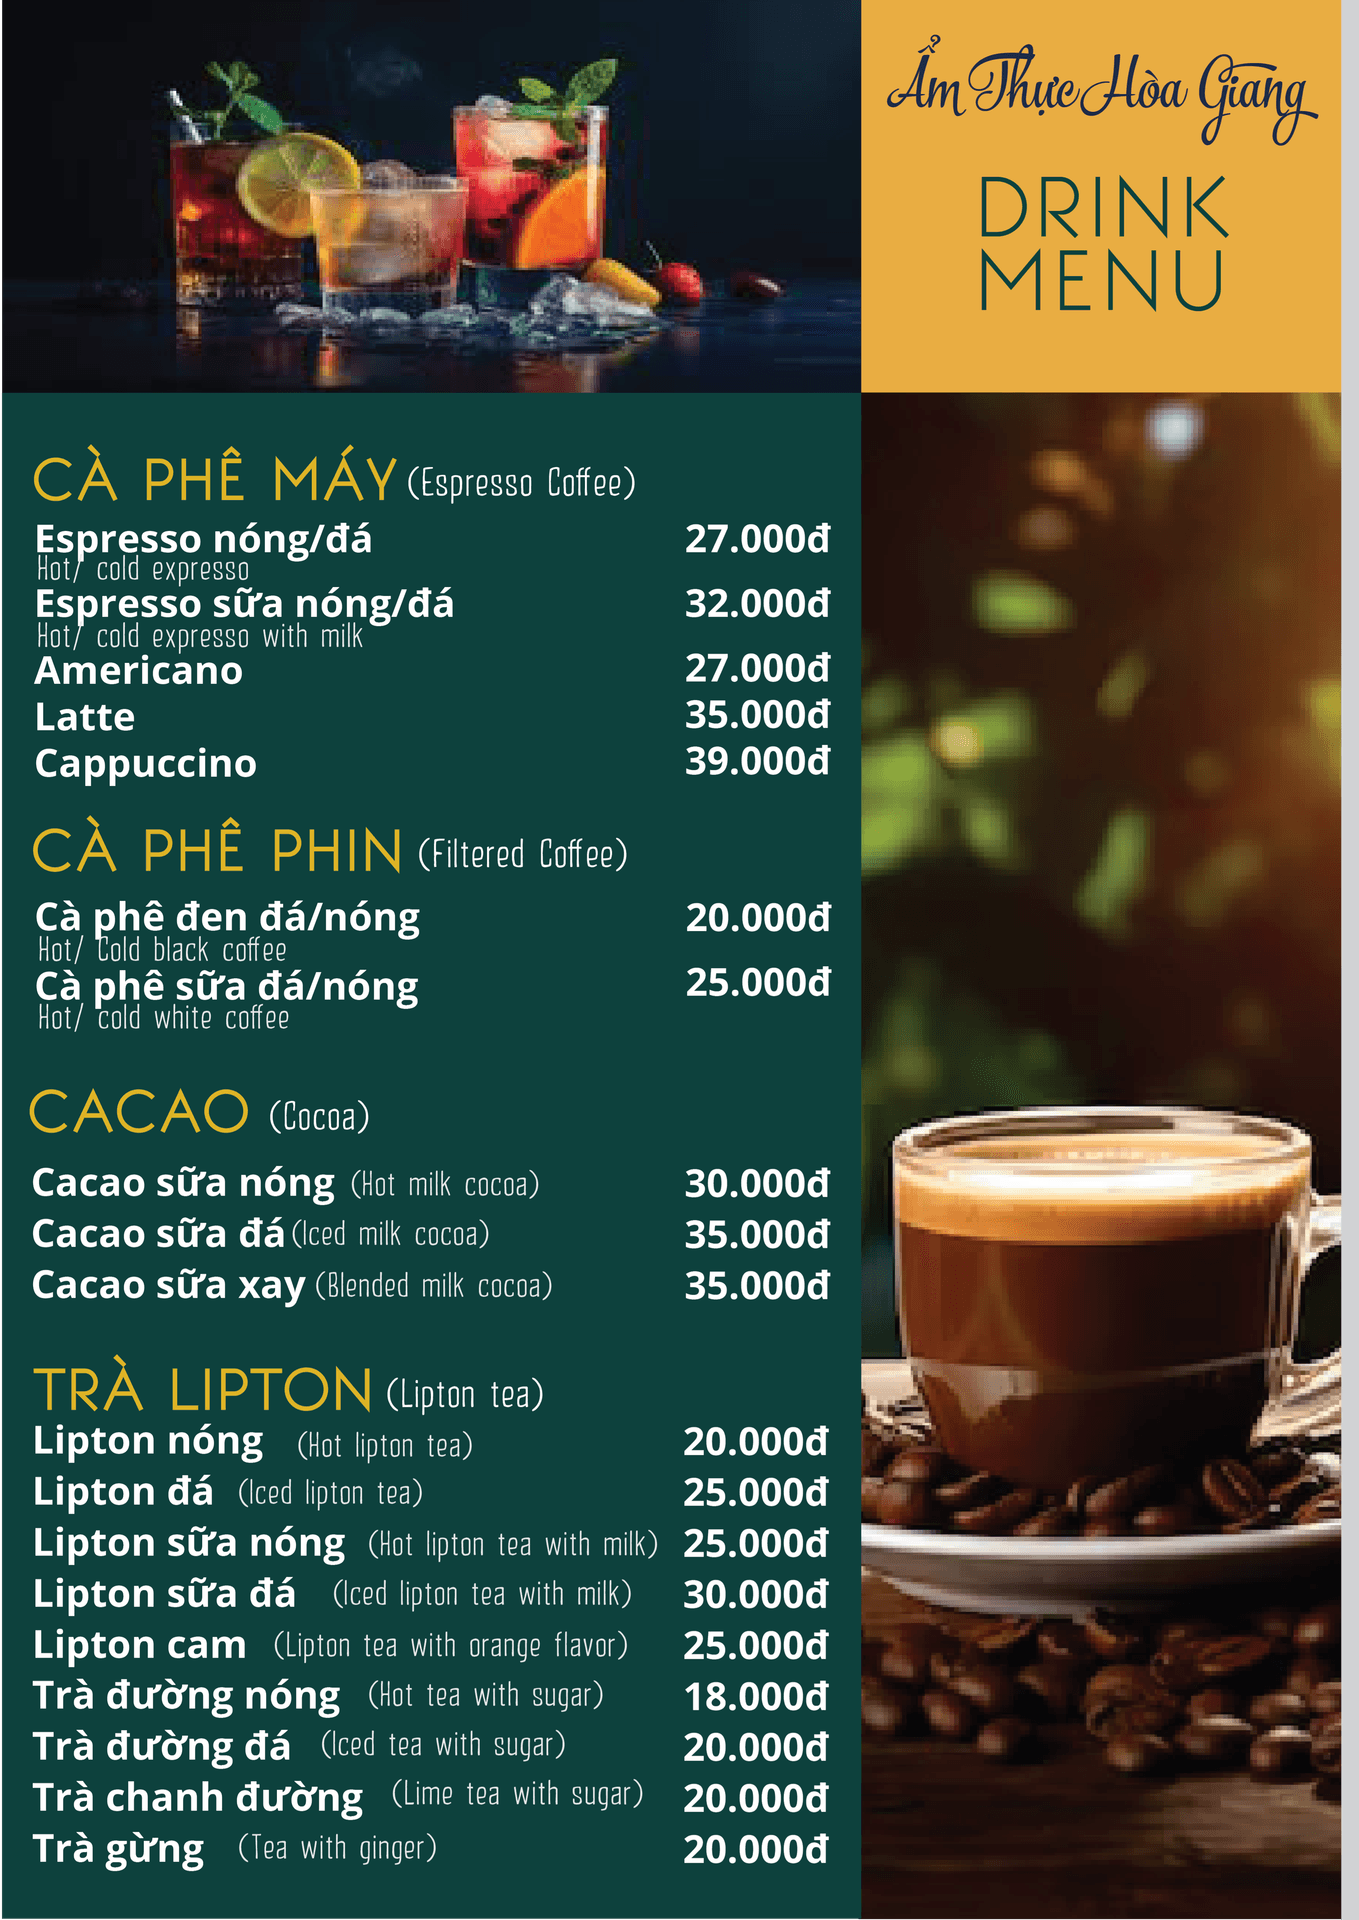 Ẩm Thực Hòa Giang
DRINK
MENU
CÀ PHÊ MÁY (Espresso Coffee)
Espresso nóng/đá 27.000đ
Hot/ cold expresso
Espresso sữa nóng/đá 32.000đ
Hot/ cold expresso with milk
Americano 27.000đ
Latte 35.000đ
Cappuccino 39.000đ
CÀ PHÊ PHIN (Filtered Coffee)
Cà phê đen đá/nóng 20.000đ
Hot/ Cold black coffee
Cà phê sữa đá/nóng 25.000đ
Hot/ cold white coffee
CACAO (Cocoa)
Cacao sữa nóng (Hot milk cocoa) 30.000đ
Cacao sữa đá (Iced milk cocoa) 35.000đ
Cacao sữa xay (Blended milk cocoa) 35.000đ
TRÀ LIPTON (Lipton tea)
Lipton nóng (Hot lipton tea) 20.000đ
Lipton đá (Iced lipton tea) 25.000đ
Lipton sữa nóng (Hot lipton tea with milk) 25.000đ
Lipton sữa đá (Iced lipton tea with milk) 30.000đ
Lipton cam (Lipton tea with orange flavor) 25.000đ
Trà đường nóng (Hot tea with sugar) 18.000đ
Trà đường đá (Iced tea with sugar) 20.000đ
Trà chanh đường (Lime tea with sugar) 20.000đ
Trà gừng (Tea with ginger) 20.000đ